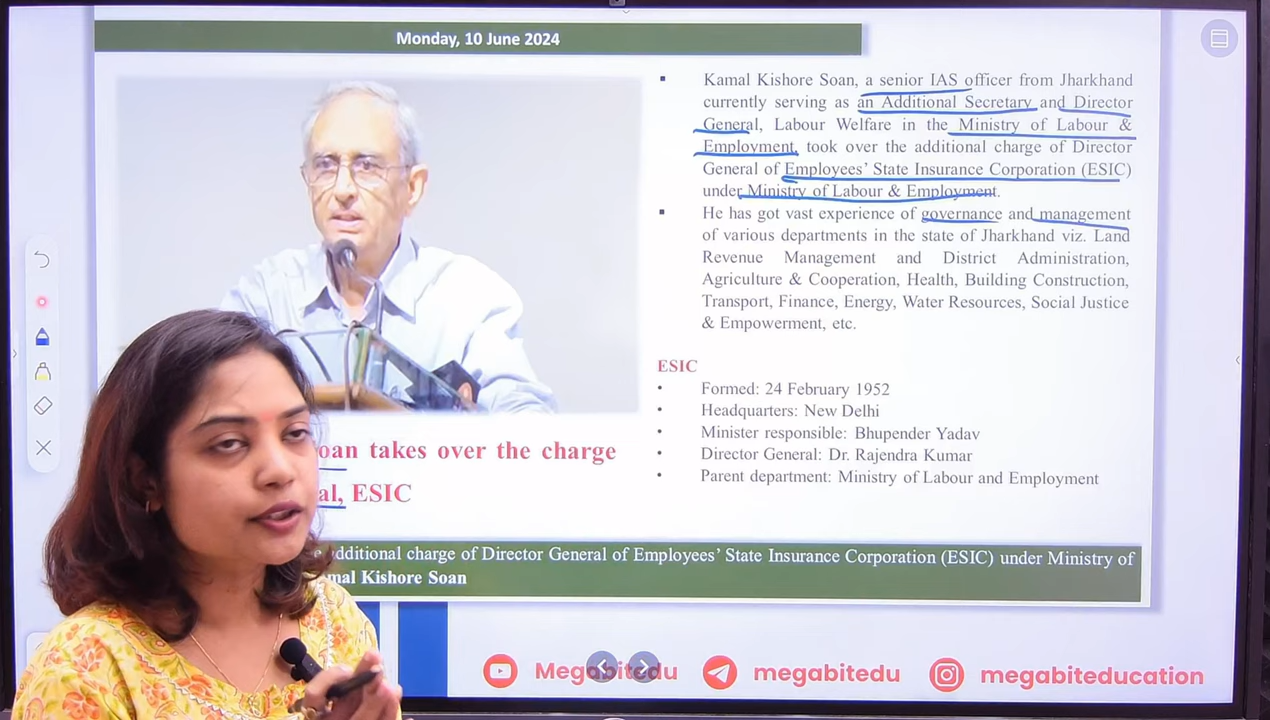 Monday, 10 June 2024
▪ Kamal Kishore Soan, a senior IAS officer from Jharkhand
currently serving as an Additional Secretary and Director
General, Labour Welfare in the Ministry of Labour &
Employment, took over the additional charge of Director
General of Employees' State Insurance Corporation (ESIC)
under Ministry of Labour & Employment.
▪ He has got vast experience of governance and management
of various departments in the state of Jharkhand viz. Land
Revenue Management and District Administration,
Agriculture & Cooperation, Health, Building Construction,
Transport, Finance, Energy, Water Resources, Social Justice
& Empowerment, etc.
ESIC
• Formed: 24 February 1952
• Headquarters: New Delhi
• Minister responsible: Bhupender Yadav
• Director General: Dr. Rajendra Kumar
• Parent department: Ministry of Labour and Employment
oan takes over the charge
al, ESIC
additional charge of Director General of Employees' State Insurance Corporation (ESIC) under Ministry of
mal Kishore Soan
Megabitedu
megabitedu
megabiteducation